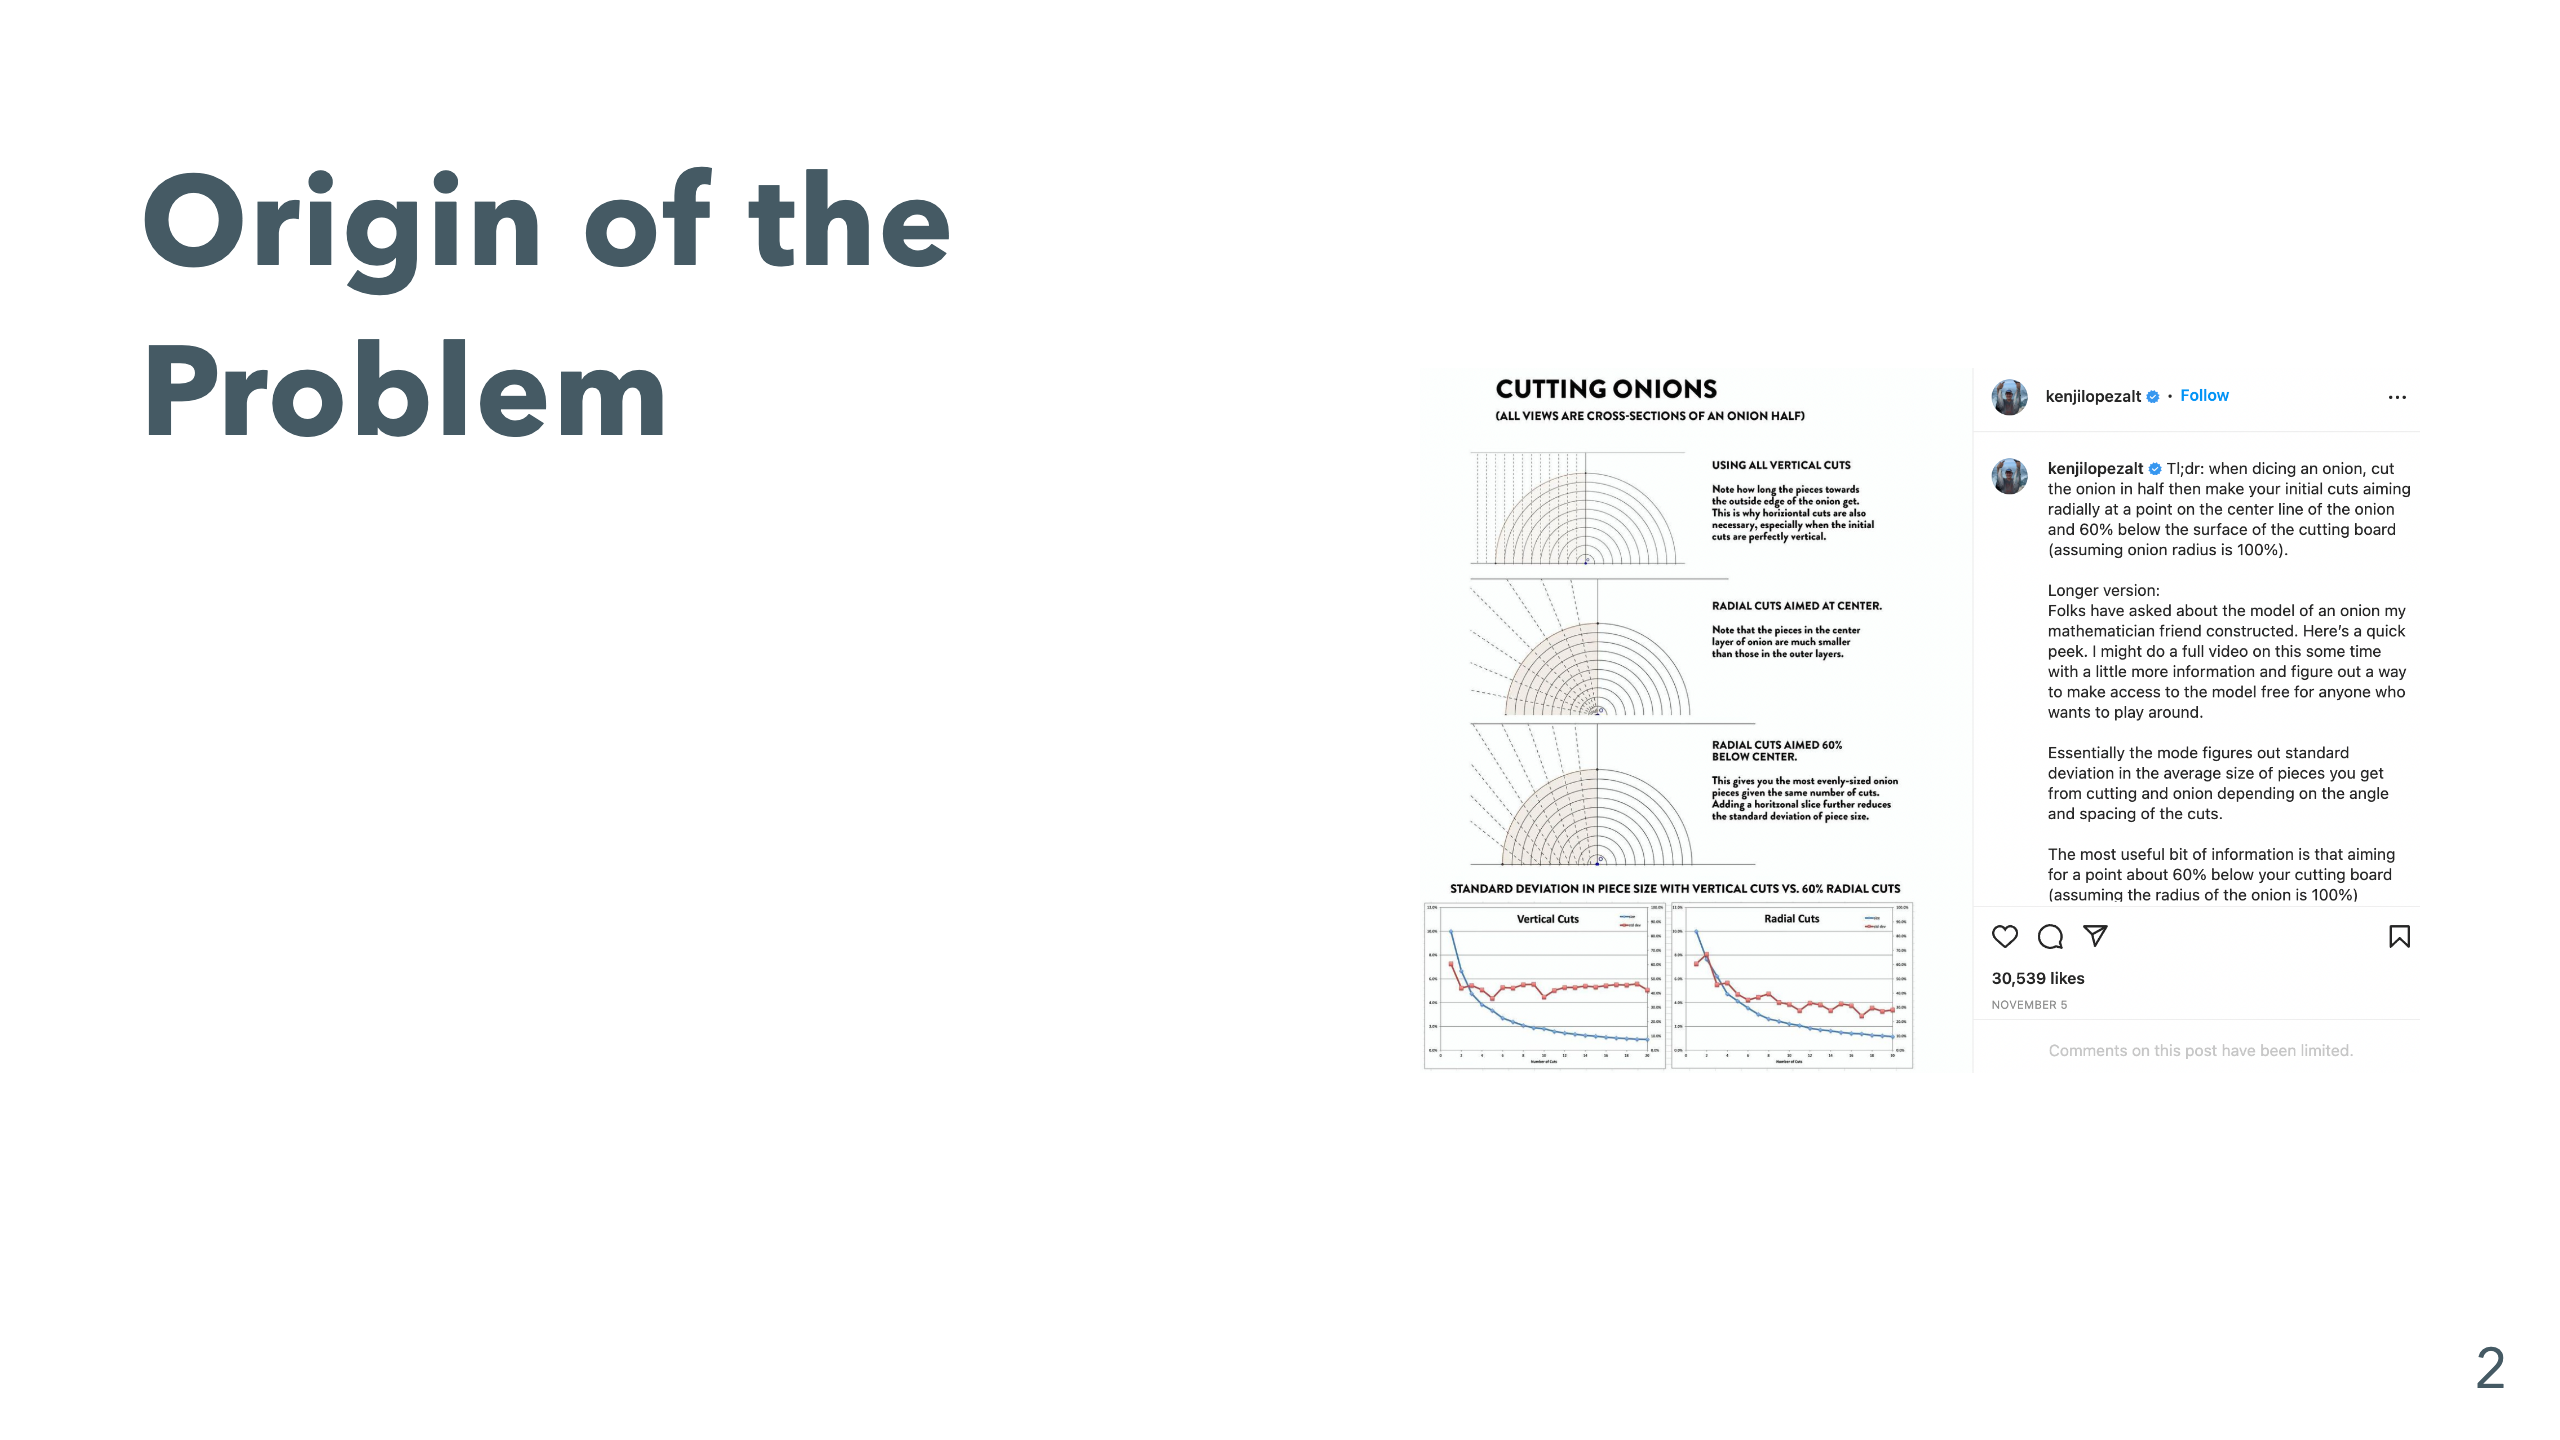 Origin of the
Problem
CUTTING ONIONS
(ALL VIEWS ARE CROSS-SECTIONS OF AN ONION HALF)
USING ALL VERTICAL CUTS
Note how long the pieces towards
the outside edge of the onion get.
This is why horiziontal cuts are also
necessary, especially when the initial
cuts are perfectly vertical.
RADIAL CUTS AIMED AT CENTER.
Note that the pieces in the center
layer of onion are much smaller
than those in the outer layers.
RADIAL CUTS AIMED 60%
BELOW CENTER.
This gives you the most evenly-sized onion
pieces given the same number of cuts.
Adding a horitzonal slice further reduces
the standard deviation of piece size.
STANDARD DEVIATION IN PIECE SIZE WITH VERTICAL CUTS VS. 60% RADIAL CUTS
Vertical Cuts
Number of Cuts
Radial Cuts
Number of Cuts
kenjilopezalt • Follow
kenjilopezalt Tl;dr: when dicing an onion, cut
the onion in half then make your initial cuts aiming
radially at a point on the center line of the onion
and 60% below the surface of the cutting board
(assuming onion radius is 100%).
Longer version:
Folks have asked about the model of an onion my
mathematician friend constructed. Here's a quick
peek. I might do a full video on this some time
with a little more information and figure out a way
to make access to the model free for anyone who
wants to play around.
Essentially the mode figures out standard
deviation in the average size of pieces you get
from cutting and onion depending on the angle
and spacing of the cuts.
The most useful bit of information is that aiming
for a point about 60% below your cutting board
(assuming the radius of the onion is 100%)
30,539 likes
NOVEMBER 5
Comments on this post have been limited.
2